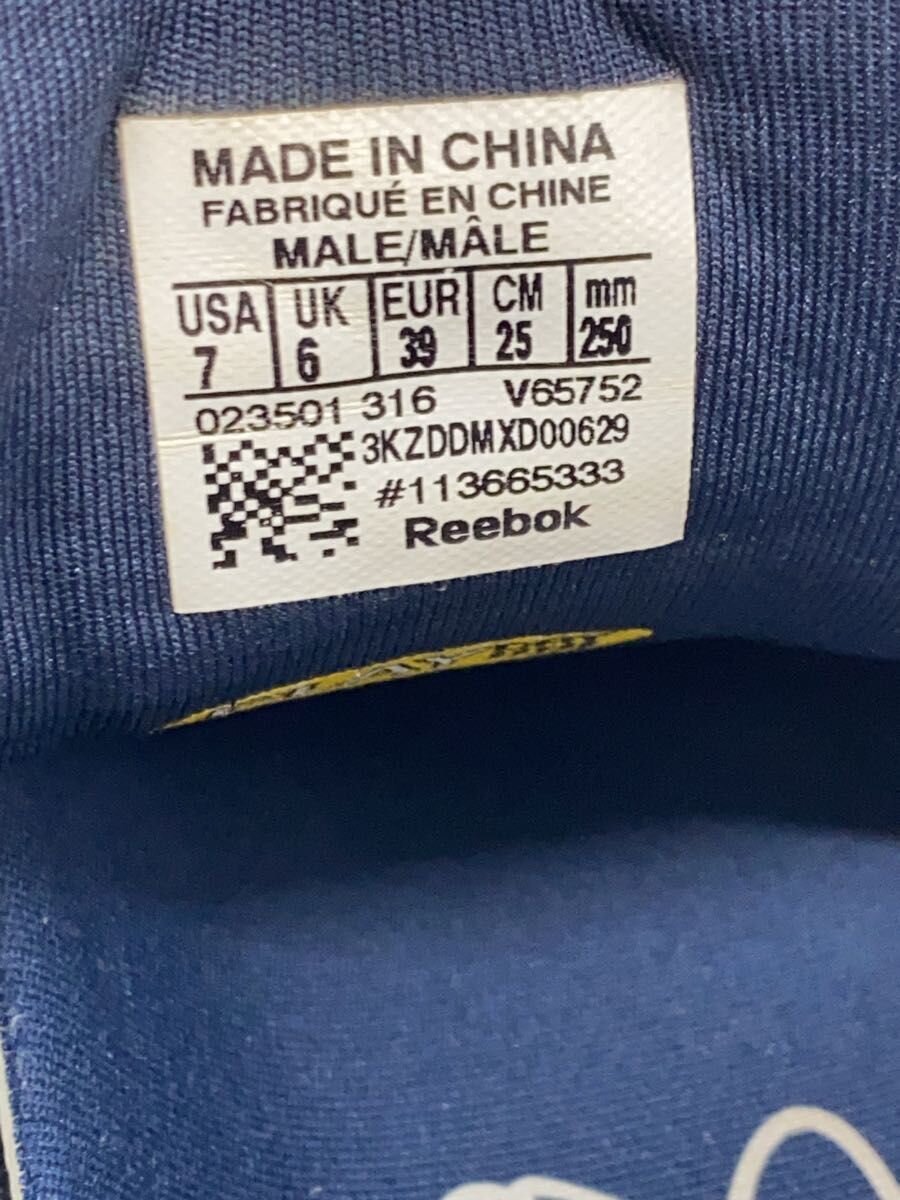 MADE IN CHINA
FABRIQUÉ EN CHINE
MALE/MÂLE
USA UK EUR CM mm
7 6 39 25 250
023501 316 V65752
3KZDDMXD00629
#113665333
Reebok